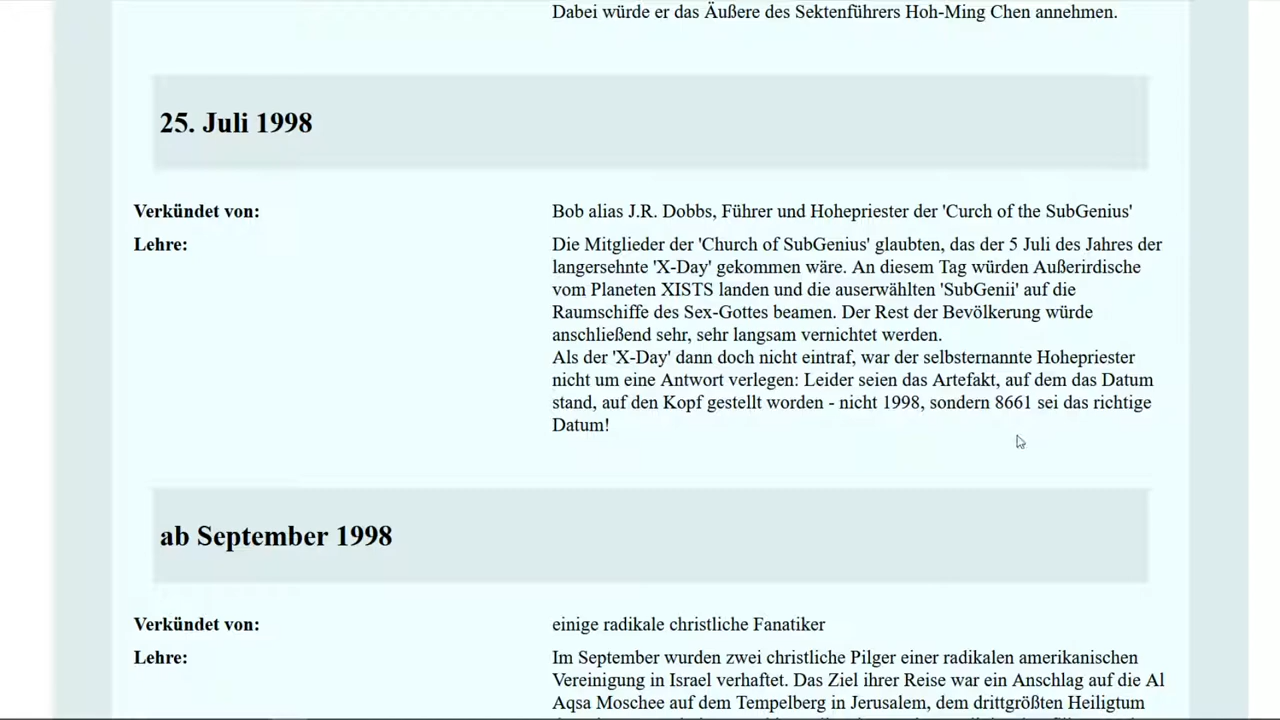 Dabei würde er das Äußere des Sektenführers Hoh-Ming Chen annehmen.
25. Juli 1998
Verkündet von:
Bob alias J.R. Dobbs, Führer und Hohepriester der 'Curch of the SubGenius'
Lehre:
Die Mitglieder der 'Church of SubGenius' glaubten, das der 5 Juli des Jahres der
langersehnte 'X-Day' gekommen wäre. An diesem Tag würden Außerirdische
vom Planeten XISTS landen und die auserwählten 'SubGenii' auf die
Raumschiffe des Sex-Gottes beamen. Der Rest der Bevölkerung würde
anschließend sehr, sehr langsam vernichtet werden.
Als der 'X-Day' dann doch nicht eintraf, war der selbsternannte Hohepriester
nicht um eine Antwort verlegen: Leider seien das Artefakt, auf dem das Datum
stand, auf den Kopf gestellt worden - nicht 1998, sondern 8661 sei das richtige
Datum!
ab September 1998
Verkündet von:
einige radikale christliche Fanatiker
Lehre:
Im September wurden zwei christliche Pilger einer radikalen amerikanischen
Vereinigung in Israel verhaftet. Das Ziel ihrer Reise war ein Anschlag auf die Al
Aqsa Moschee auf dem Tempelberg in Jerusalem, dem drittgrößten Heiligtum